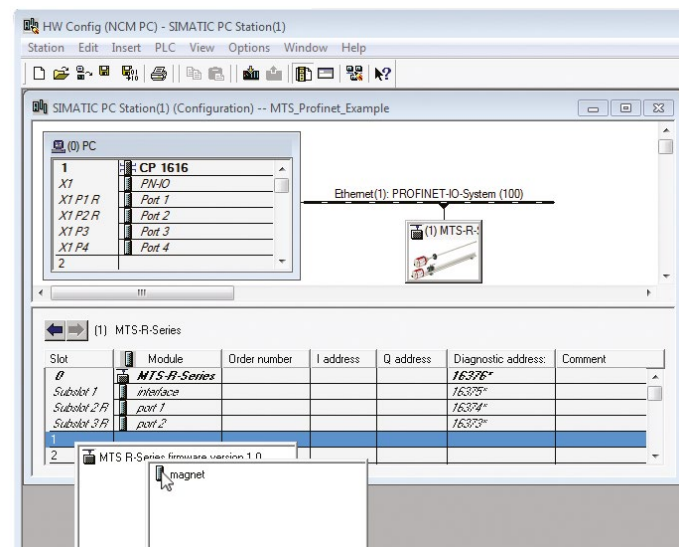 HW Config (NCM PC) - SIMATIC PC Station(1)
Station Edit Insert PLC View Options Window Help
SIMATIC PC Station(1) (Configuration) -- MTS_Profinet_Example
(0) PC
1 CP 1616
X1 PN-IO
X1 P1 R Port 1
X1 P2 R Port 2
X1 P3 Port 3
X1 P4 Port 4
2
Ethernet(1): PROFINET-IO-System (100)
(1) MTS-R-S
(1) MTS-R-Series
Slot Module Order number I address Q address Diagnostic address: Comment
0 MTS-R-Series 16376*
Subslot 1 interface 16375*
Subslot 2 R port 1 16374*
Subslot 3 R port 2 16373*
1
2
MTS R-Series firmware version 1.0
magnet